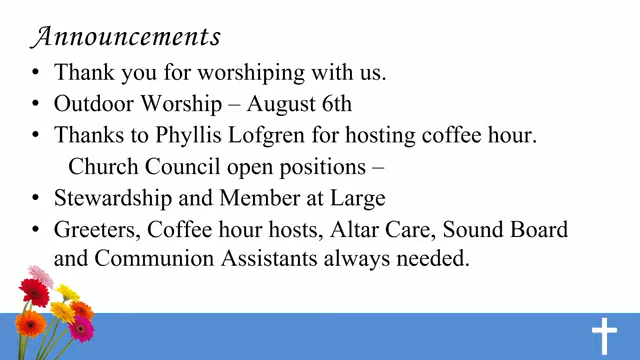 Announcements
• Thank you for worshiping with us.
• Outdoor Worship – August 6th
• Thanks to Phyllis Lofgren for hosting coffee hour.
Church Council open positions –
• Stewardship and Member at Large
• Greeters, Coffee hour hosts, Altar Care, Sound Board
and Communion Assistants always needed.